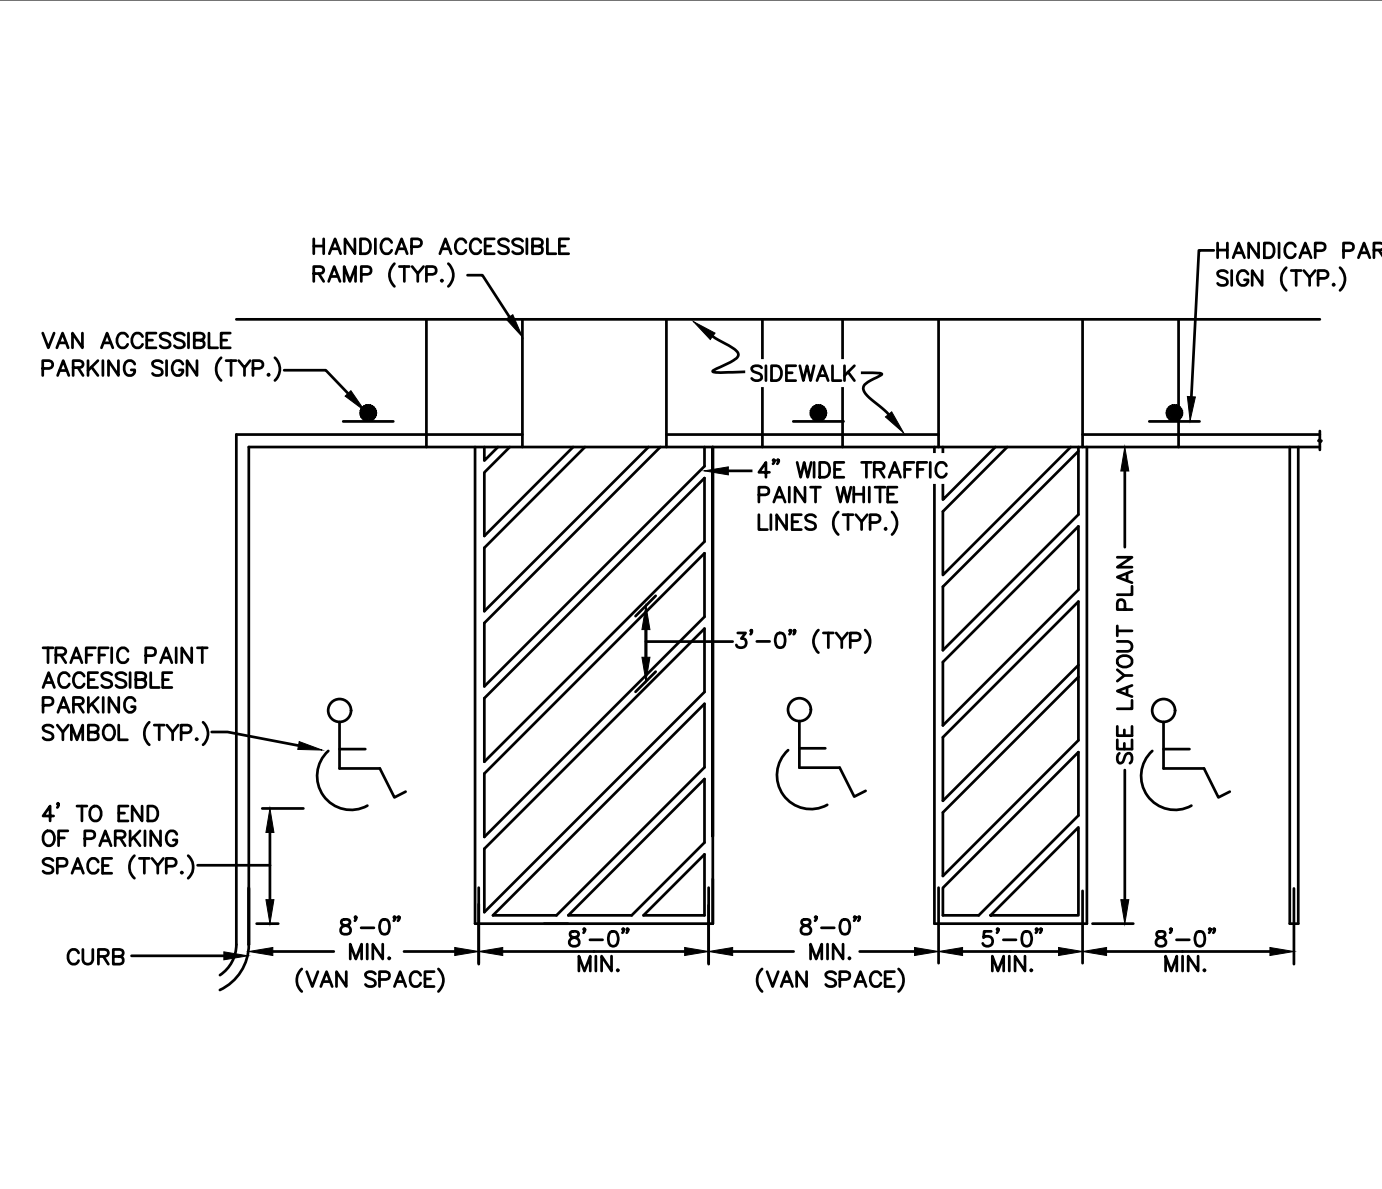 HANDICAP ACCESSIBLE
RAMP (TYP.)
HANDICAP PAR
SIGN (TYP.)
VAN ACCESSIBLE
PARKING SIGN (TYP.)
SIDEWALK
4" WIDE TRAFFIC
PAINT WHITE
LINES (TYP.)
SEE LAYOUT PLAN
3'-0" (TYP)
TRAFFIC PAINT
ACCESSIBLE
PARKING
SYMBOL (TYP.)
4' TO END
OF PARKING
SPACE (TYP.)
CURB
8'-0"
MIN.
(VAN SPACE)
8'-0"
MIN.
8'-0"
MIN.
(VAN SPACE)
5'-0"
MIN.
8'-0"
MIN.